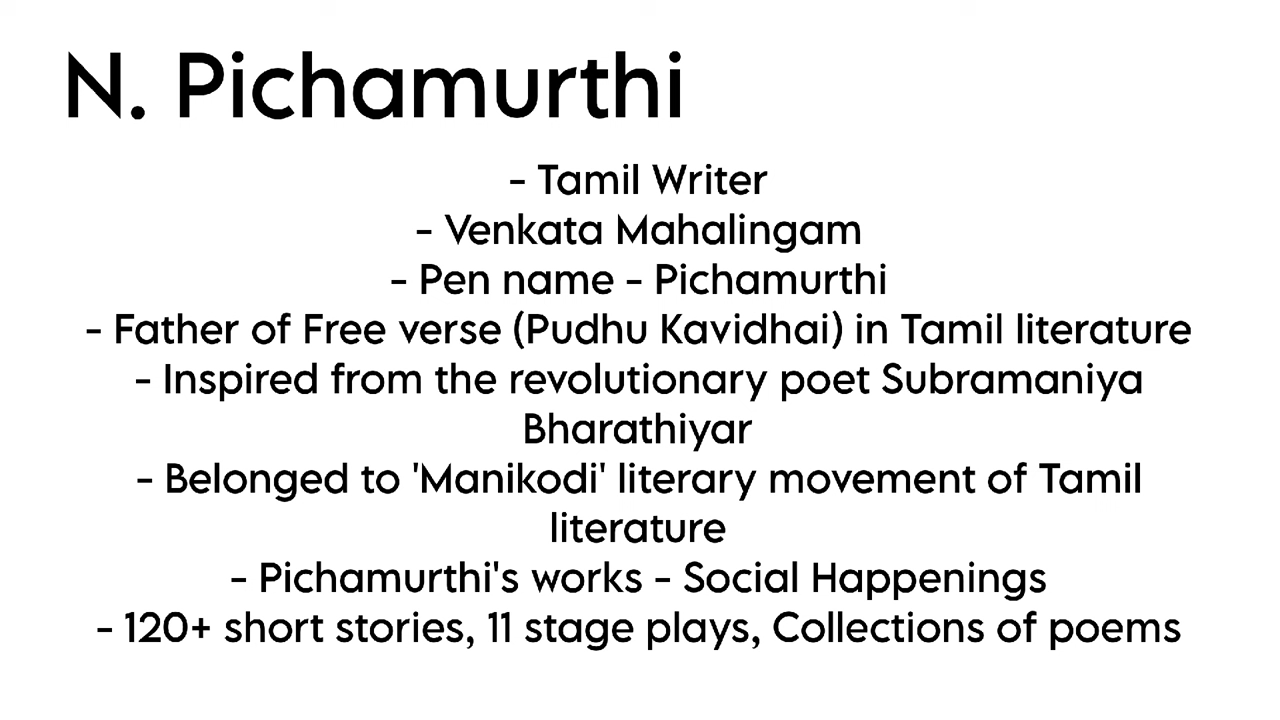 N. Pichamurthi
- Tamil Writer
- Venkata Mahalingam
- Pen name - Pichamurthi
- Father of Free verse (Pudhu Kavidhai) in Tamil literature
- Inspired from the revolutionary poet Subramaniya
Bharathiyar
- Belonged to 'Manikodi' literary movement of Tamil
literature
- Pichamurthi's works - Social Happenings
- 120+ short stories, 11 stage plays, Collections of poems